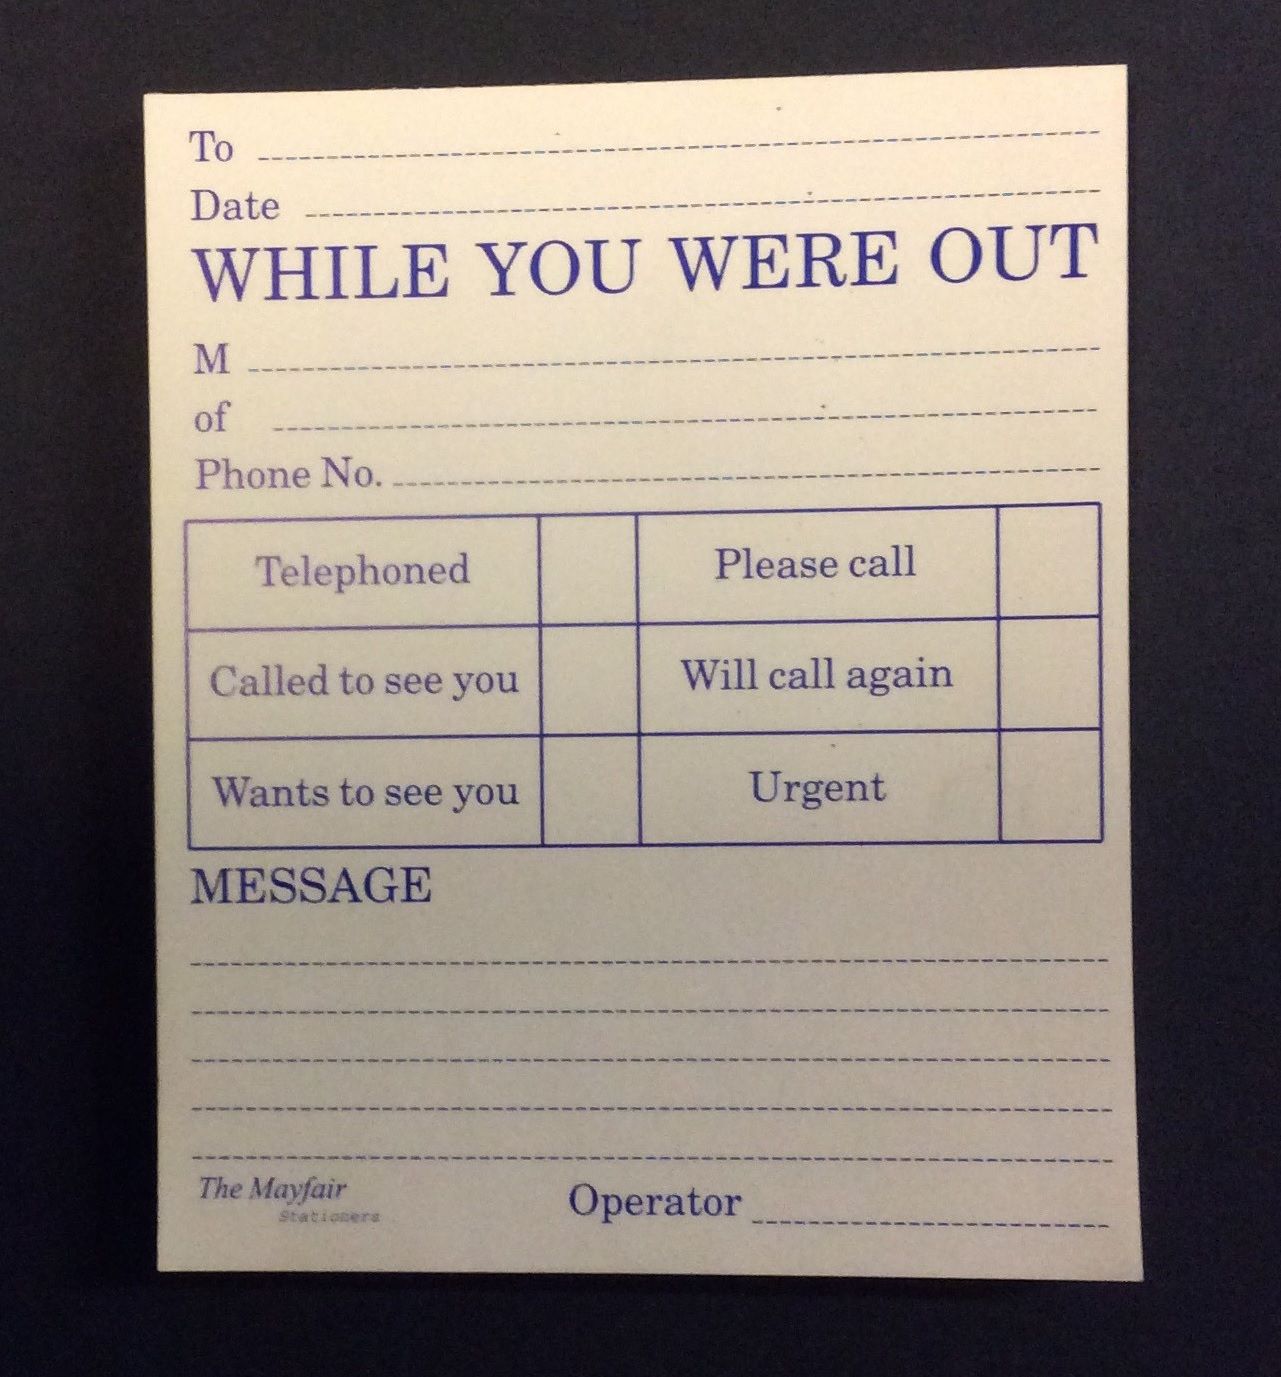 To
Date
WHILE YOU WERE OUT
M
of
Phone No.
Telephoned Please call
Called to see you Will call again
Wants to see you Urgent
MESSAGE
The Mayfair
Stationers
Operator